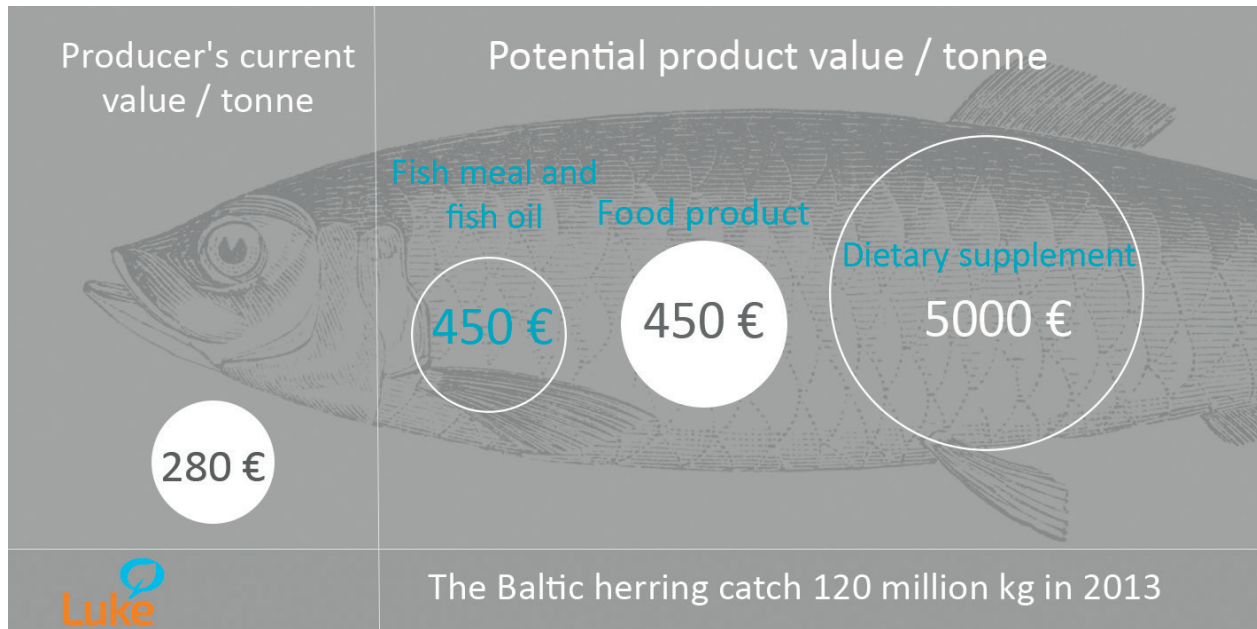 Producer's current
value / tonne
280 €
Potential product value / tonne
Fish meal and
fish oil
450 €
Food product
450 €
Dietary supplement
5000 €
Luke
The Baltic herring catch 120 million kg in 2013